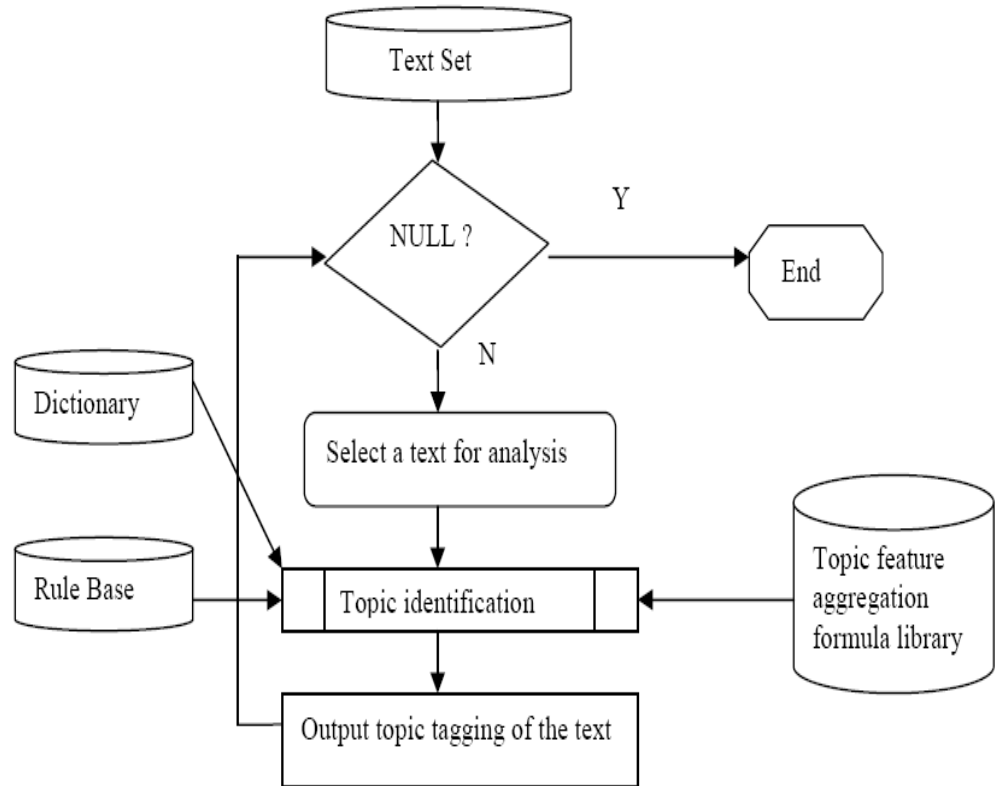 Text Set
NULL ?
Y
End
N
Dictionary
Select a text for analysis
Rule Base
Topic identification
Topic feature
aggregation
formula library
Output topic tagging of the text